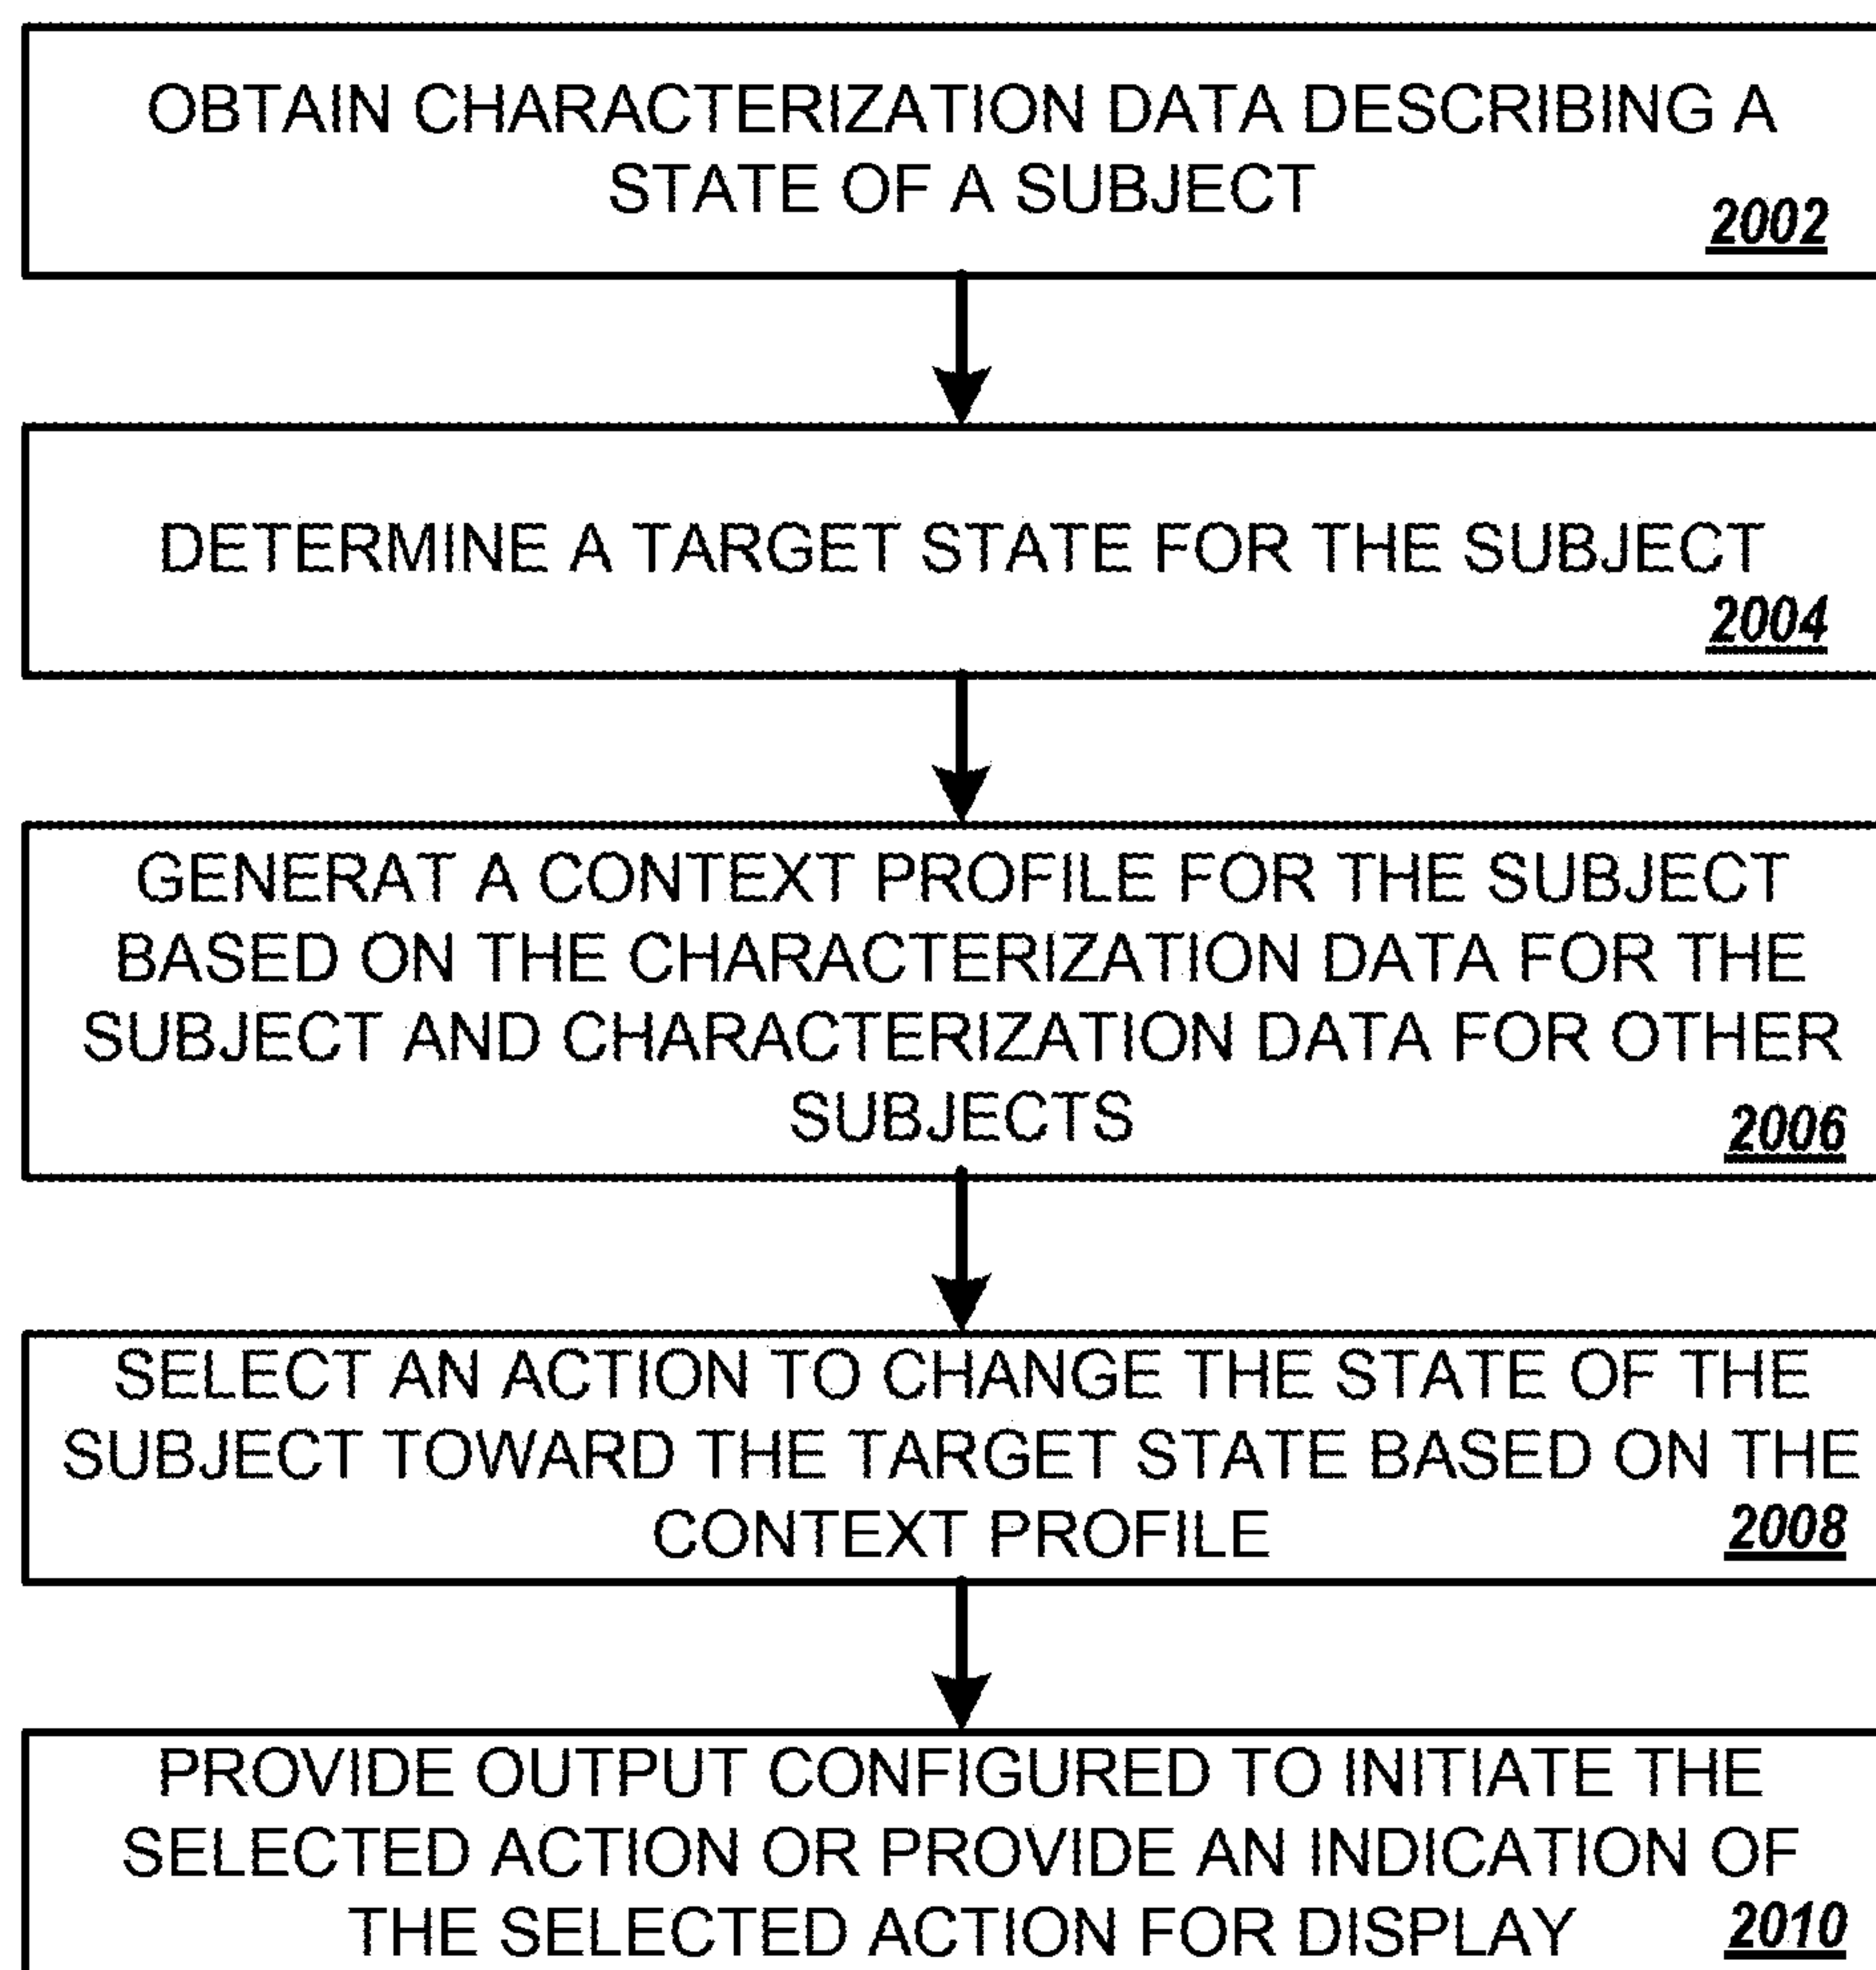 OBTAIN CHARACTERIZATION DATA DESCRIBING A
STATE OF A SUBJECT
2002
DETERMINE A TARGET STATE FOR THE SUBJECT
2004
GENERAT A CONTEXT PROFILE FOR THE SUBJECT
BASED ON THE CHARACTERIZATION DATA FOR THE
SUBJECT AND CHARACTERIZATION DATA FOR OTHER
SUBJECTS
2006
SELECT AN ACTION TO CHANGE THE STATE OF THE
SUBJECT TOWARD THE TARGET STATE BASED ON THE
CONTEXT PROFILE
2008
PROVIDE OUTPUT CONFIGURED TO INITIATE THE
SELECTED ACTION OR PROVIDE AN INDICATION OF
THE SELECTED ACTION FOR DISPLAY
2010